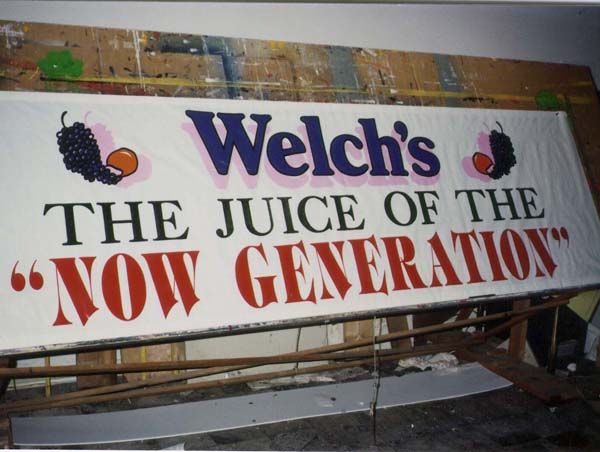 Welch's
THE JUICE OF THE
“NOW GENERATION”